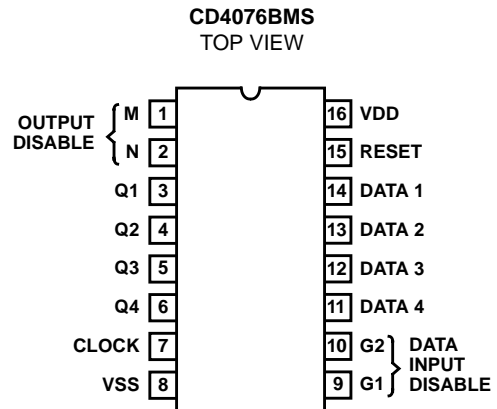 CD4076BMS
TOP VIEW
OUTPUT
DISABLE
M 1
N 2
Q1 3
Q2 4
Q3 5
Q4 6
CLOCK 7
VSS 8
16 VDD
15 RESET
14 DATA 1
13 DATA 2
12 DATA 3
11 DATA 4
10 G2
9 G1
DATA
INPUT
DISABLE